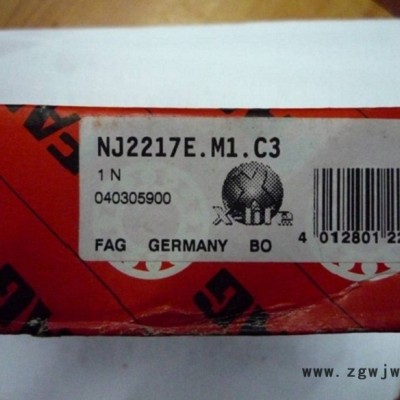 NJ2217E.M1.C3
1 N
040305900
X-life
FAG GERMANY BO
4 012801 22
www.zgwjw